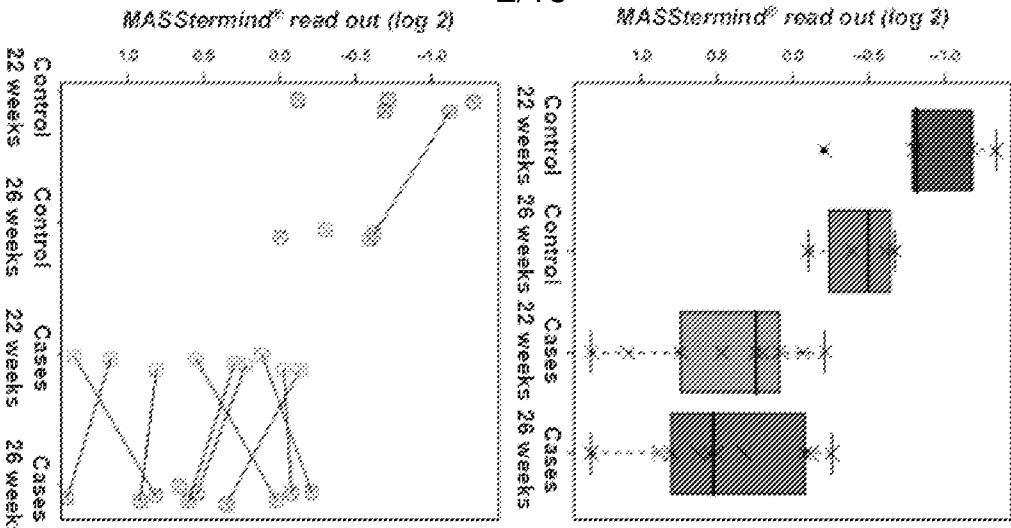 MASStermind® read out (log 2)
1.0 0.5 0.0 -0.5 -1.0
Control
22 weeks
Control
26 weeks
Cases
22 weeks
Cases
26 week
MASStermind® read out (log 2)
1.0 0.5 0.0 -0.5 -1.0
Control
22 weeks
Control
26 weeks
Cases
22 weeks
Cases
26 weeks